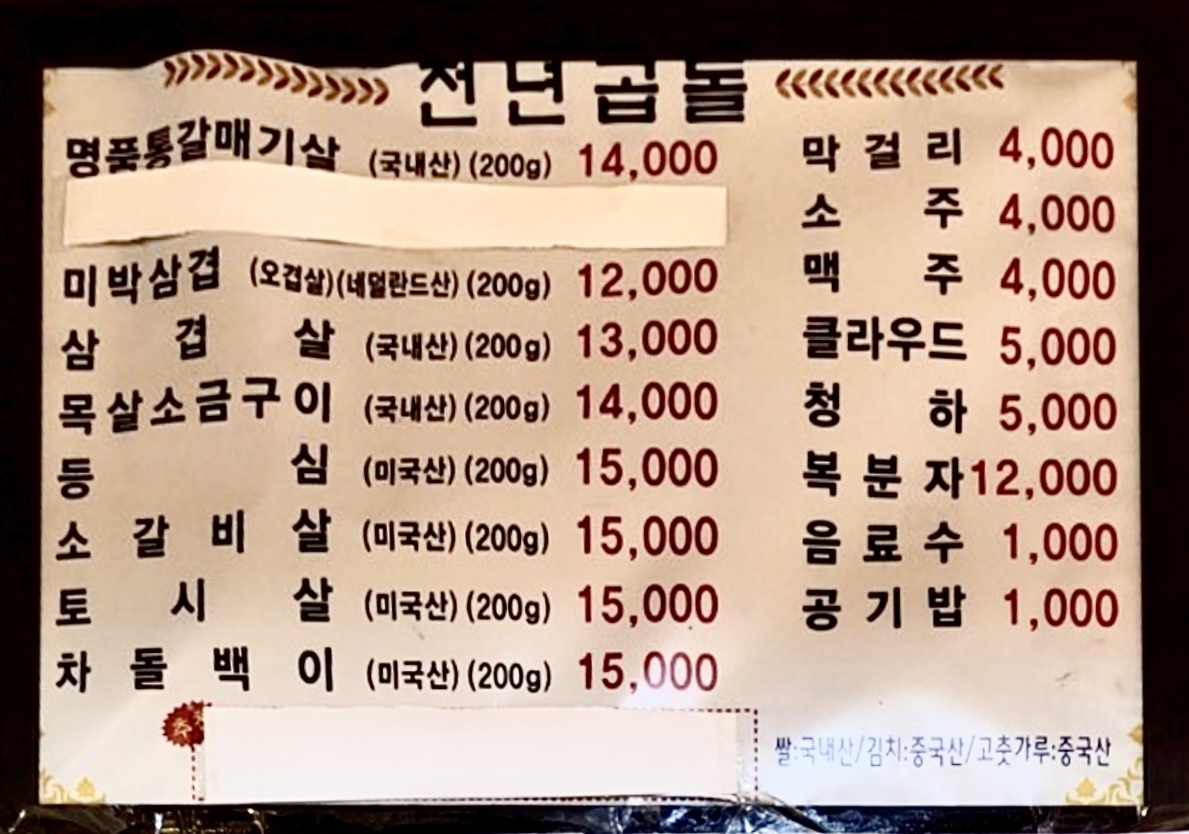 천년곱돌
명품통갈매기살 (국내산) (200g) 14,000
미박삼겹 (오겹살)(네덜란드산) (200g) 12,000
삼겹살 (국내산) (200g) 13,000
목살소금구이 (국내산) (200g) 14,000
등심 (미국산) (200g) 15,000
소갈비살 (미국산) (200g) 15,000
토시살 (미국산) (200g) 15,000
차돌백이 (미국산) (200g) 15,000
막걸리 4,000
소주 4,000
맥주 4,000
클라우드 5,000
청하 5,000
복분자 12,000
음료수 1,000
공기밥 1,000
쌀:국내산/김치:중국산/고춧가루:중국산